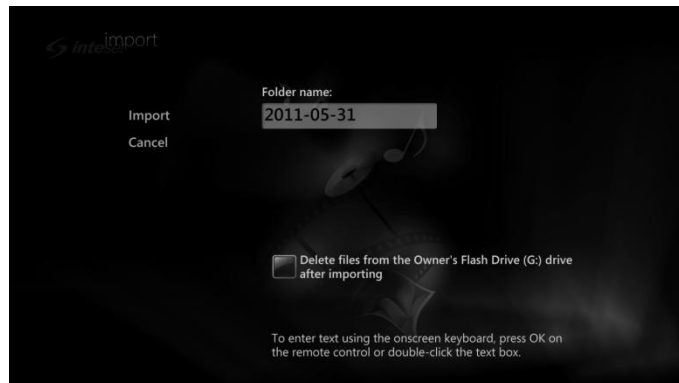 import
Folder name:
Import
2011-05-31
Cancel
Delete files from the Owner's Flash Drive (G:) drive
after importing
To enter text using the onscreen keyboard, press OK on
the remote control or double-click the text box.